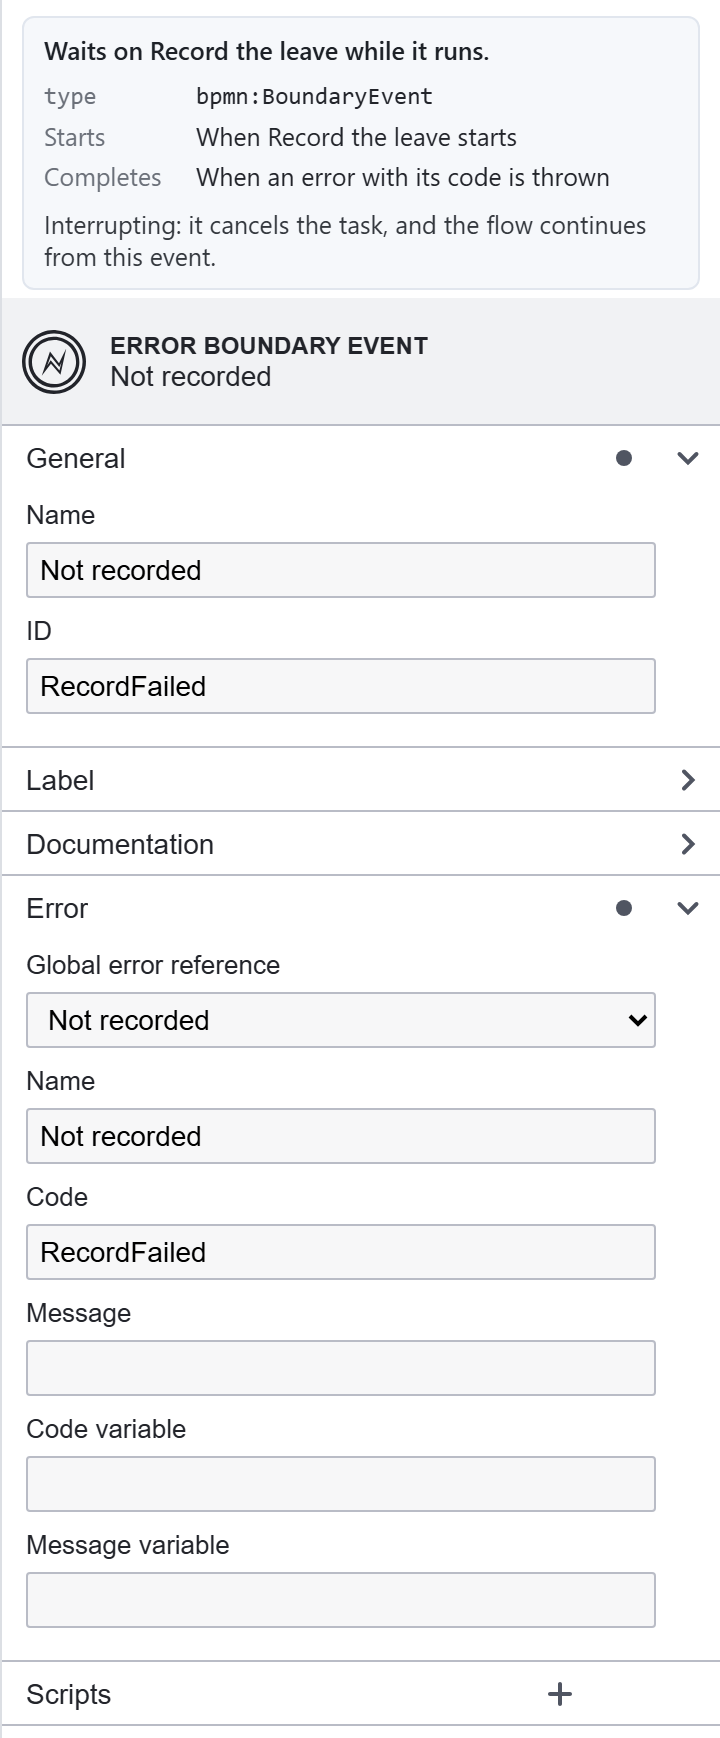 Waits on Record the leave while it runs.
type bpmn:BoundaryEvent
Starts When Record the leave starts
Completes When an error with its code is thrown
Interrupting: it cancels the task, and the flow continues
from this event.
ERROR BOUNDARY EVENT
Not recorded
General
Name
Not recorded
ID
RecordFailed
Label
Documentation
Error
Global error reference
Not recorded
Name
Not recorded
Code
RecordFailed
Message
Code variable
Message variable
Scripts